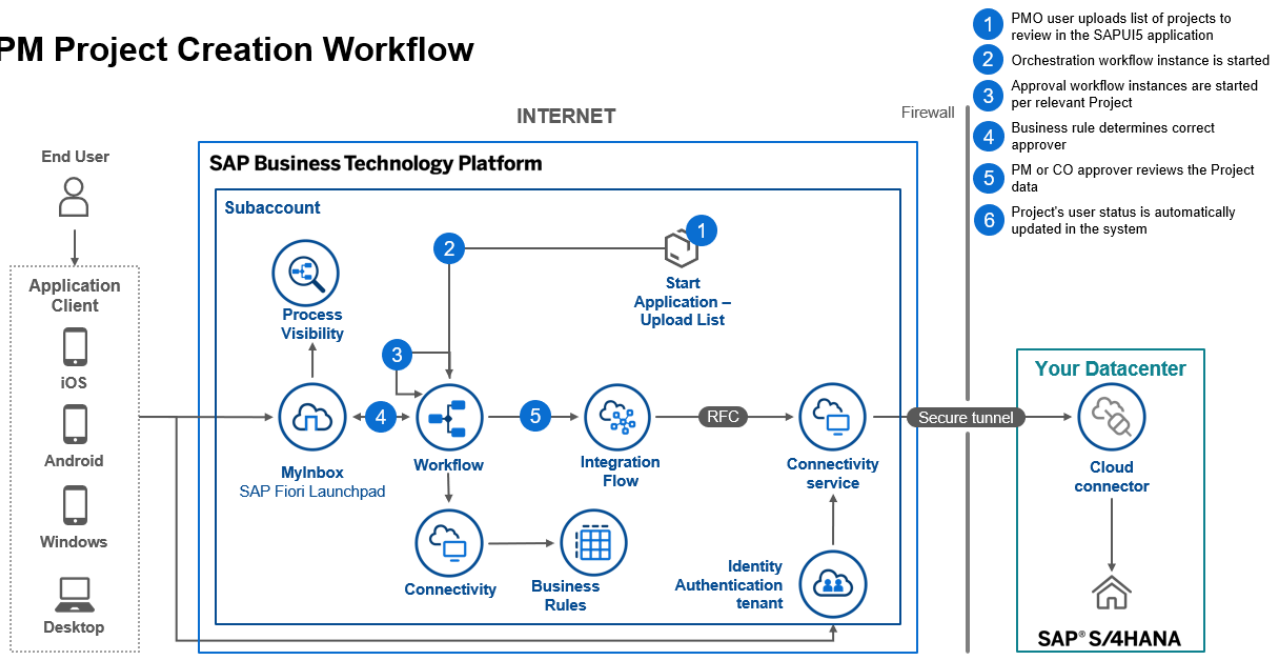 PM Project Creation Workflow
1
PMO user uploads list of projects to
review in the SAPUI5 application
2
Orchestration workflow instance is started
3
Approval workflow instances are started
per relevant Project
4
Business rule determines correct
approver
5
PM or CO approver reviews the Project
data
6
Project's user status is automatically
updated in the system
INTERNET
Firewall
End User
Application
Client
iOS
Android
Windows
Desktop
SAP Business Technology Platform
Subaccount
1
2
Start
Application –
Upload List
Process
Visibility
3
4
5
RFC
Secure tunnel
MyInbox
SAP Fiori Launchpad
Workflow
Integration
Flow
Connectivity
service
Connectivity
Business
Rules
Identity
Authentication
tenant
Your Datacenter
Cloud
connector
SAP® S/4HANA